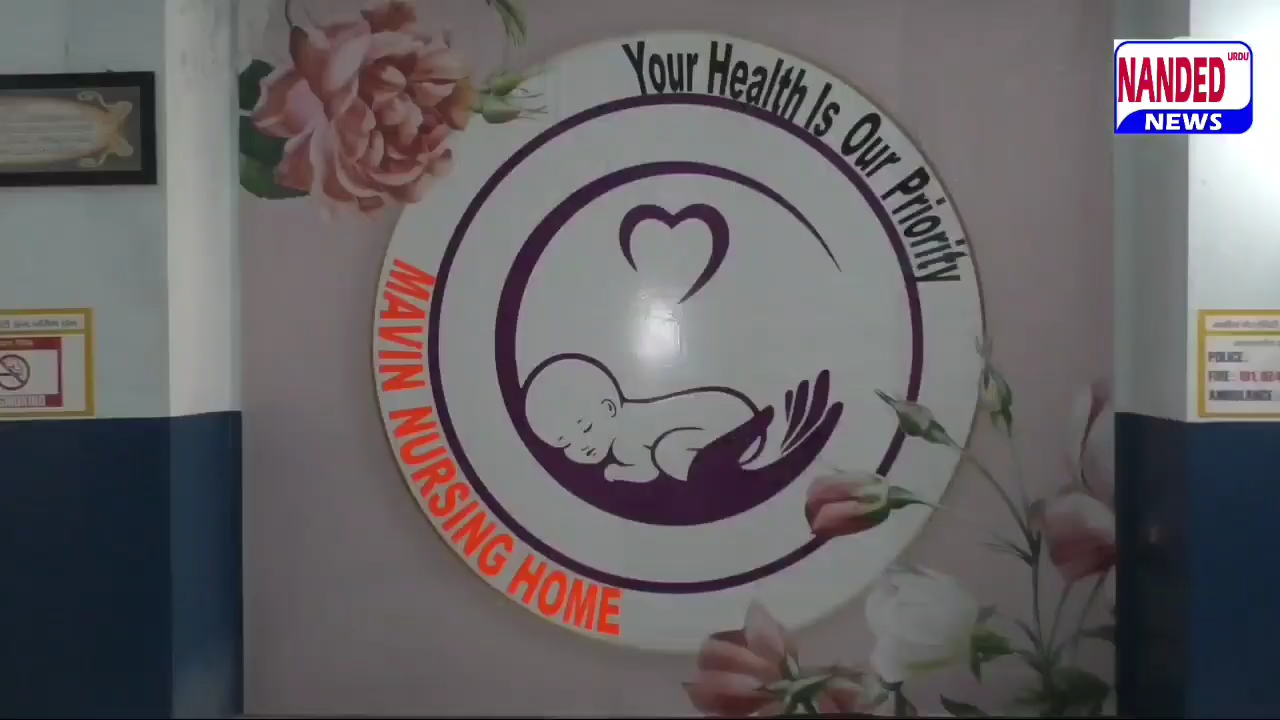 Your Health Is Our Priority
MAVIN NURSING HOME
NANDED
URDU
NEWS
POLICE
FIRE
AMBULANCE